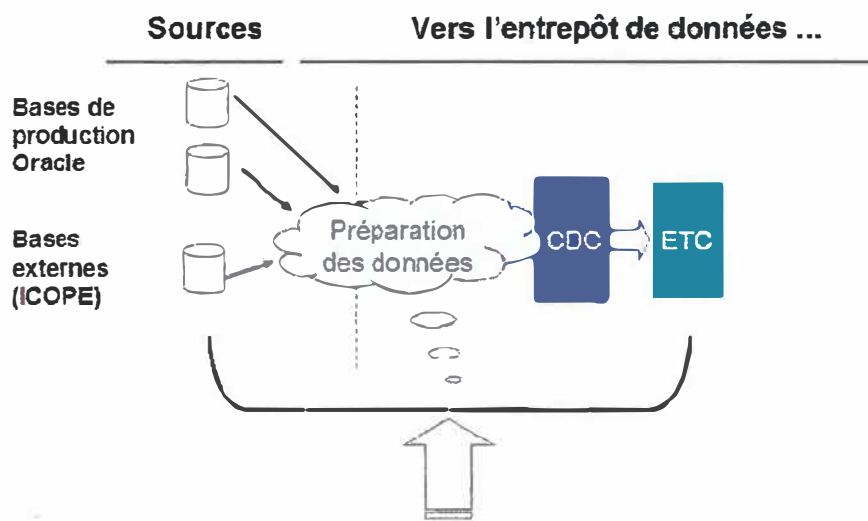 Sources
Vers l'entrepôt de données ...
Bases de
production
Oracle
Bases
externes
(ICOPE)
Préparation
des données
CDC
ETC